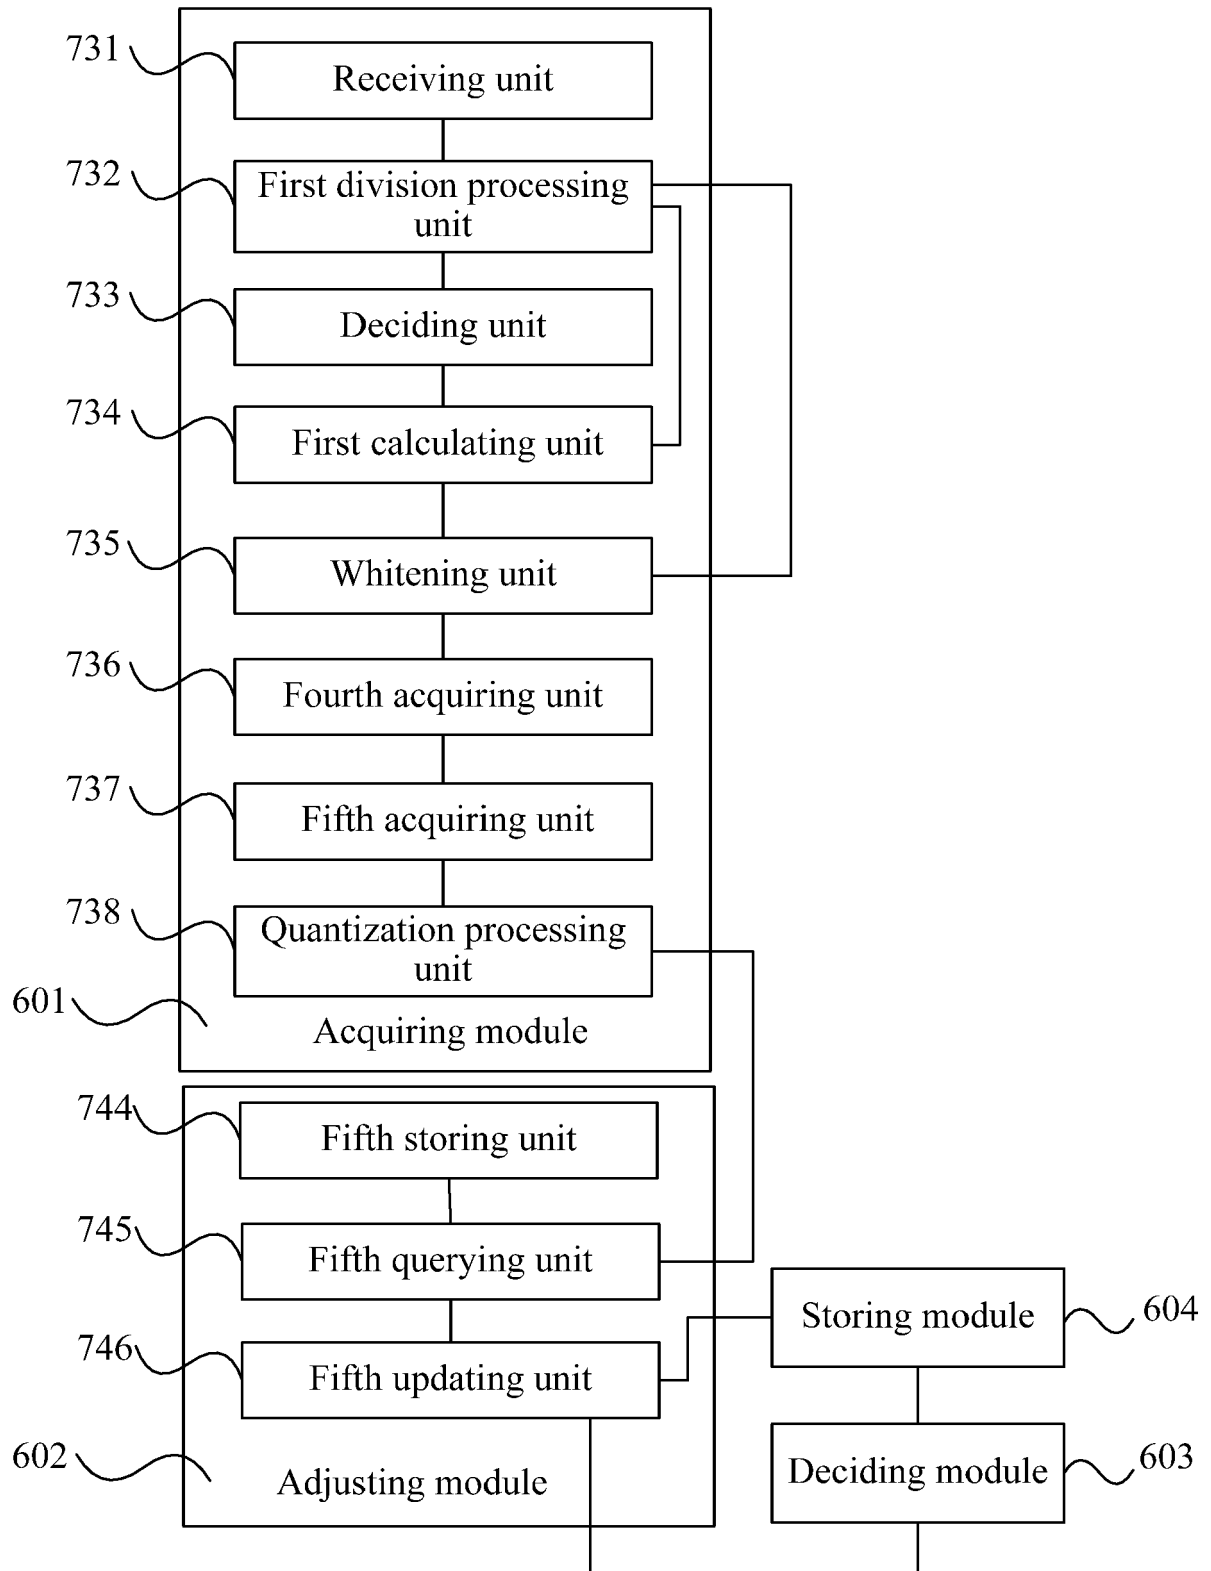 731
Receiving unit
732
First division processing
unit
733
Deciding unit
734
First calculating unit
735
Whitening unit
736
Fourth acquiring unit
737
Fifth acquiring unit
738
Quantization processing
unit
601
Acquiring module
744
Fifth storing unit
745
Fifth querying unit
746
Fifth updating unit
Storing module
604
602
Adjusting module
Deciding module
603